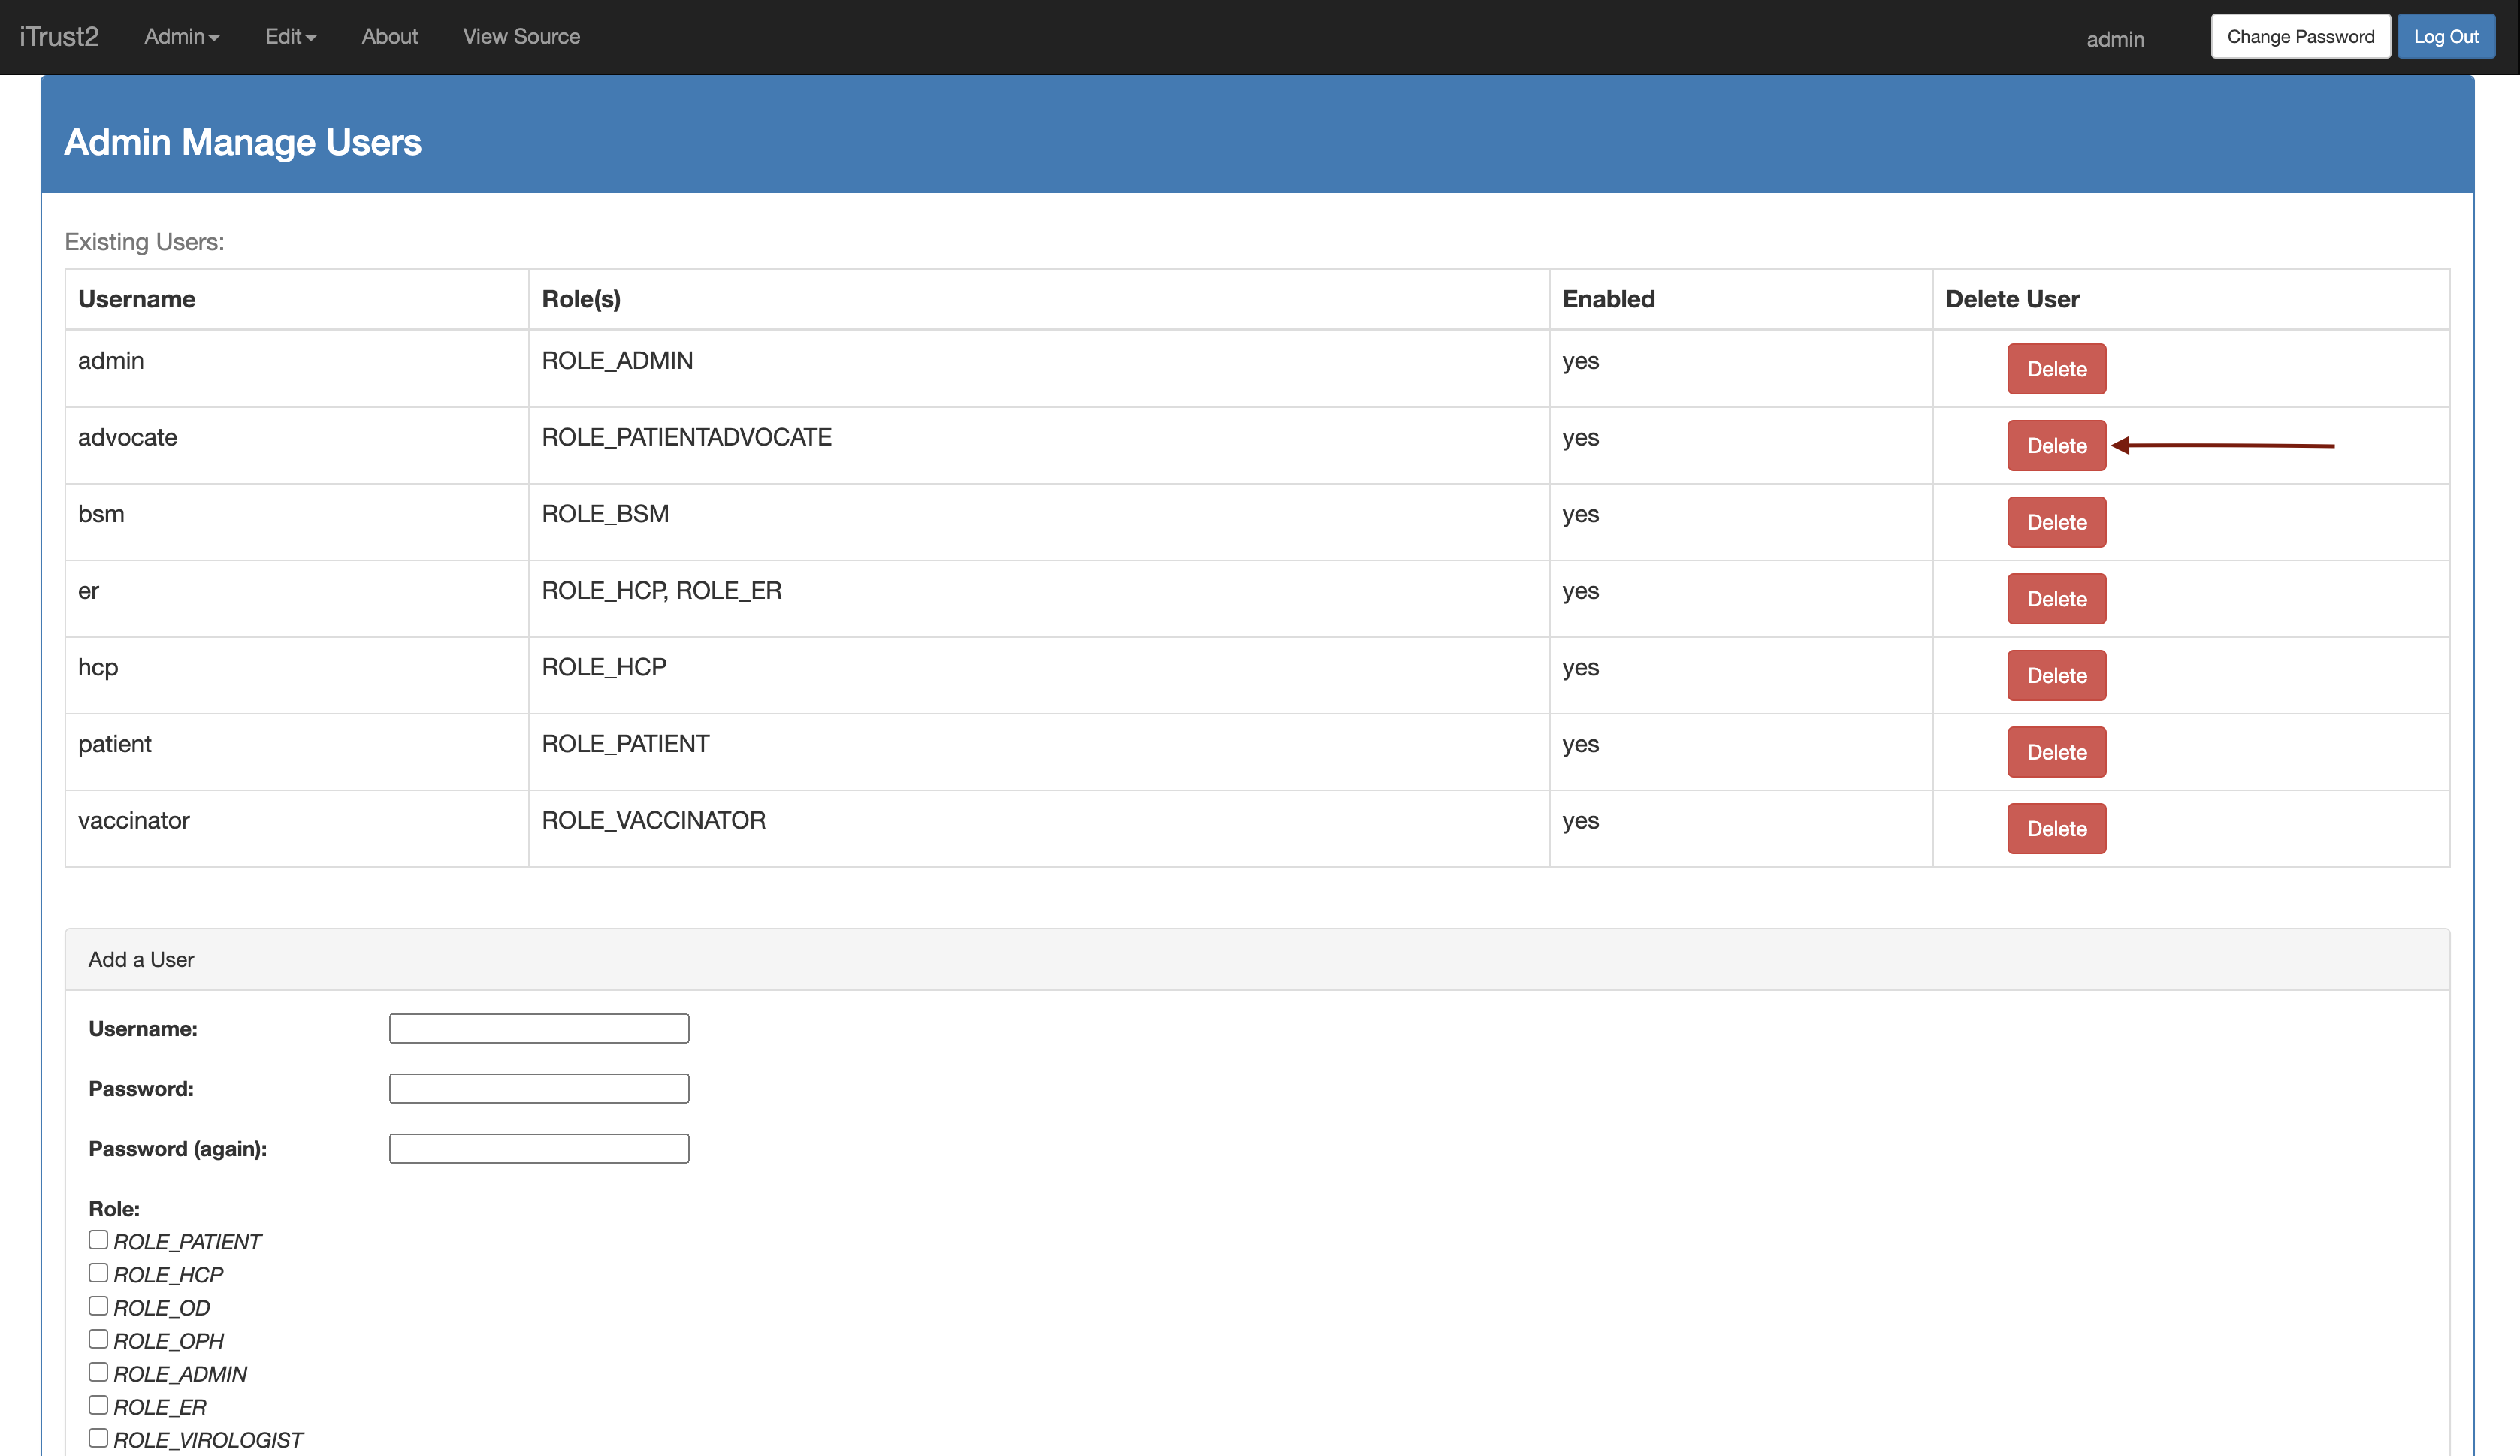 iTrust2 Admin Edit About View Source admin Change Password Log Out
Admin Manage Users
Existing Users:
Username Role(s) Enabled Delete User
admin ROLE_ADMIN yes Delete
advocate ROLE_PATIENTADVOCATE yes Delete
bsm ROLE_BSM yes Delete
er ROLE_HCP, ROLE_ER yes Delete
hcp ROLE_HCP yes Delete
patient ROLE_PATIENT yes Delete
vaccinator ROLE_VACCINATOR yes Delete
Add a User
Username:
Password:
Password (again):
Role:
ROLE_PATIENT
ROLE_HCP
ROLE_OD
ROLE_OPH
ROLE_ADMIN
ROLE_ER
ROLE_VIROLOGIST